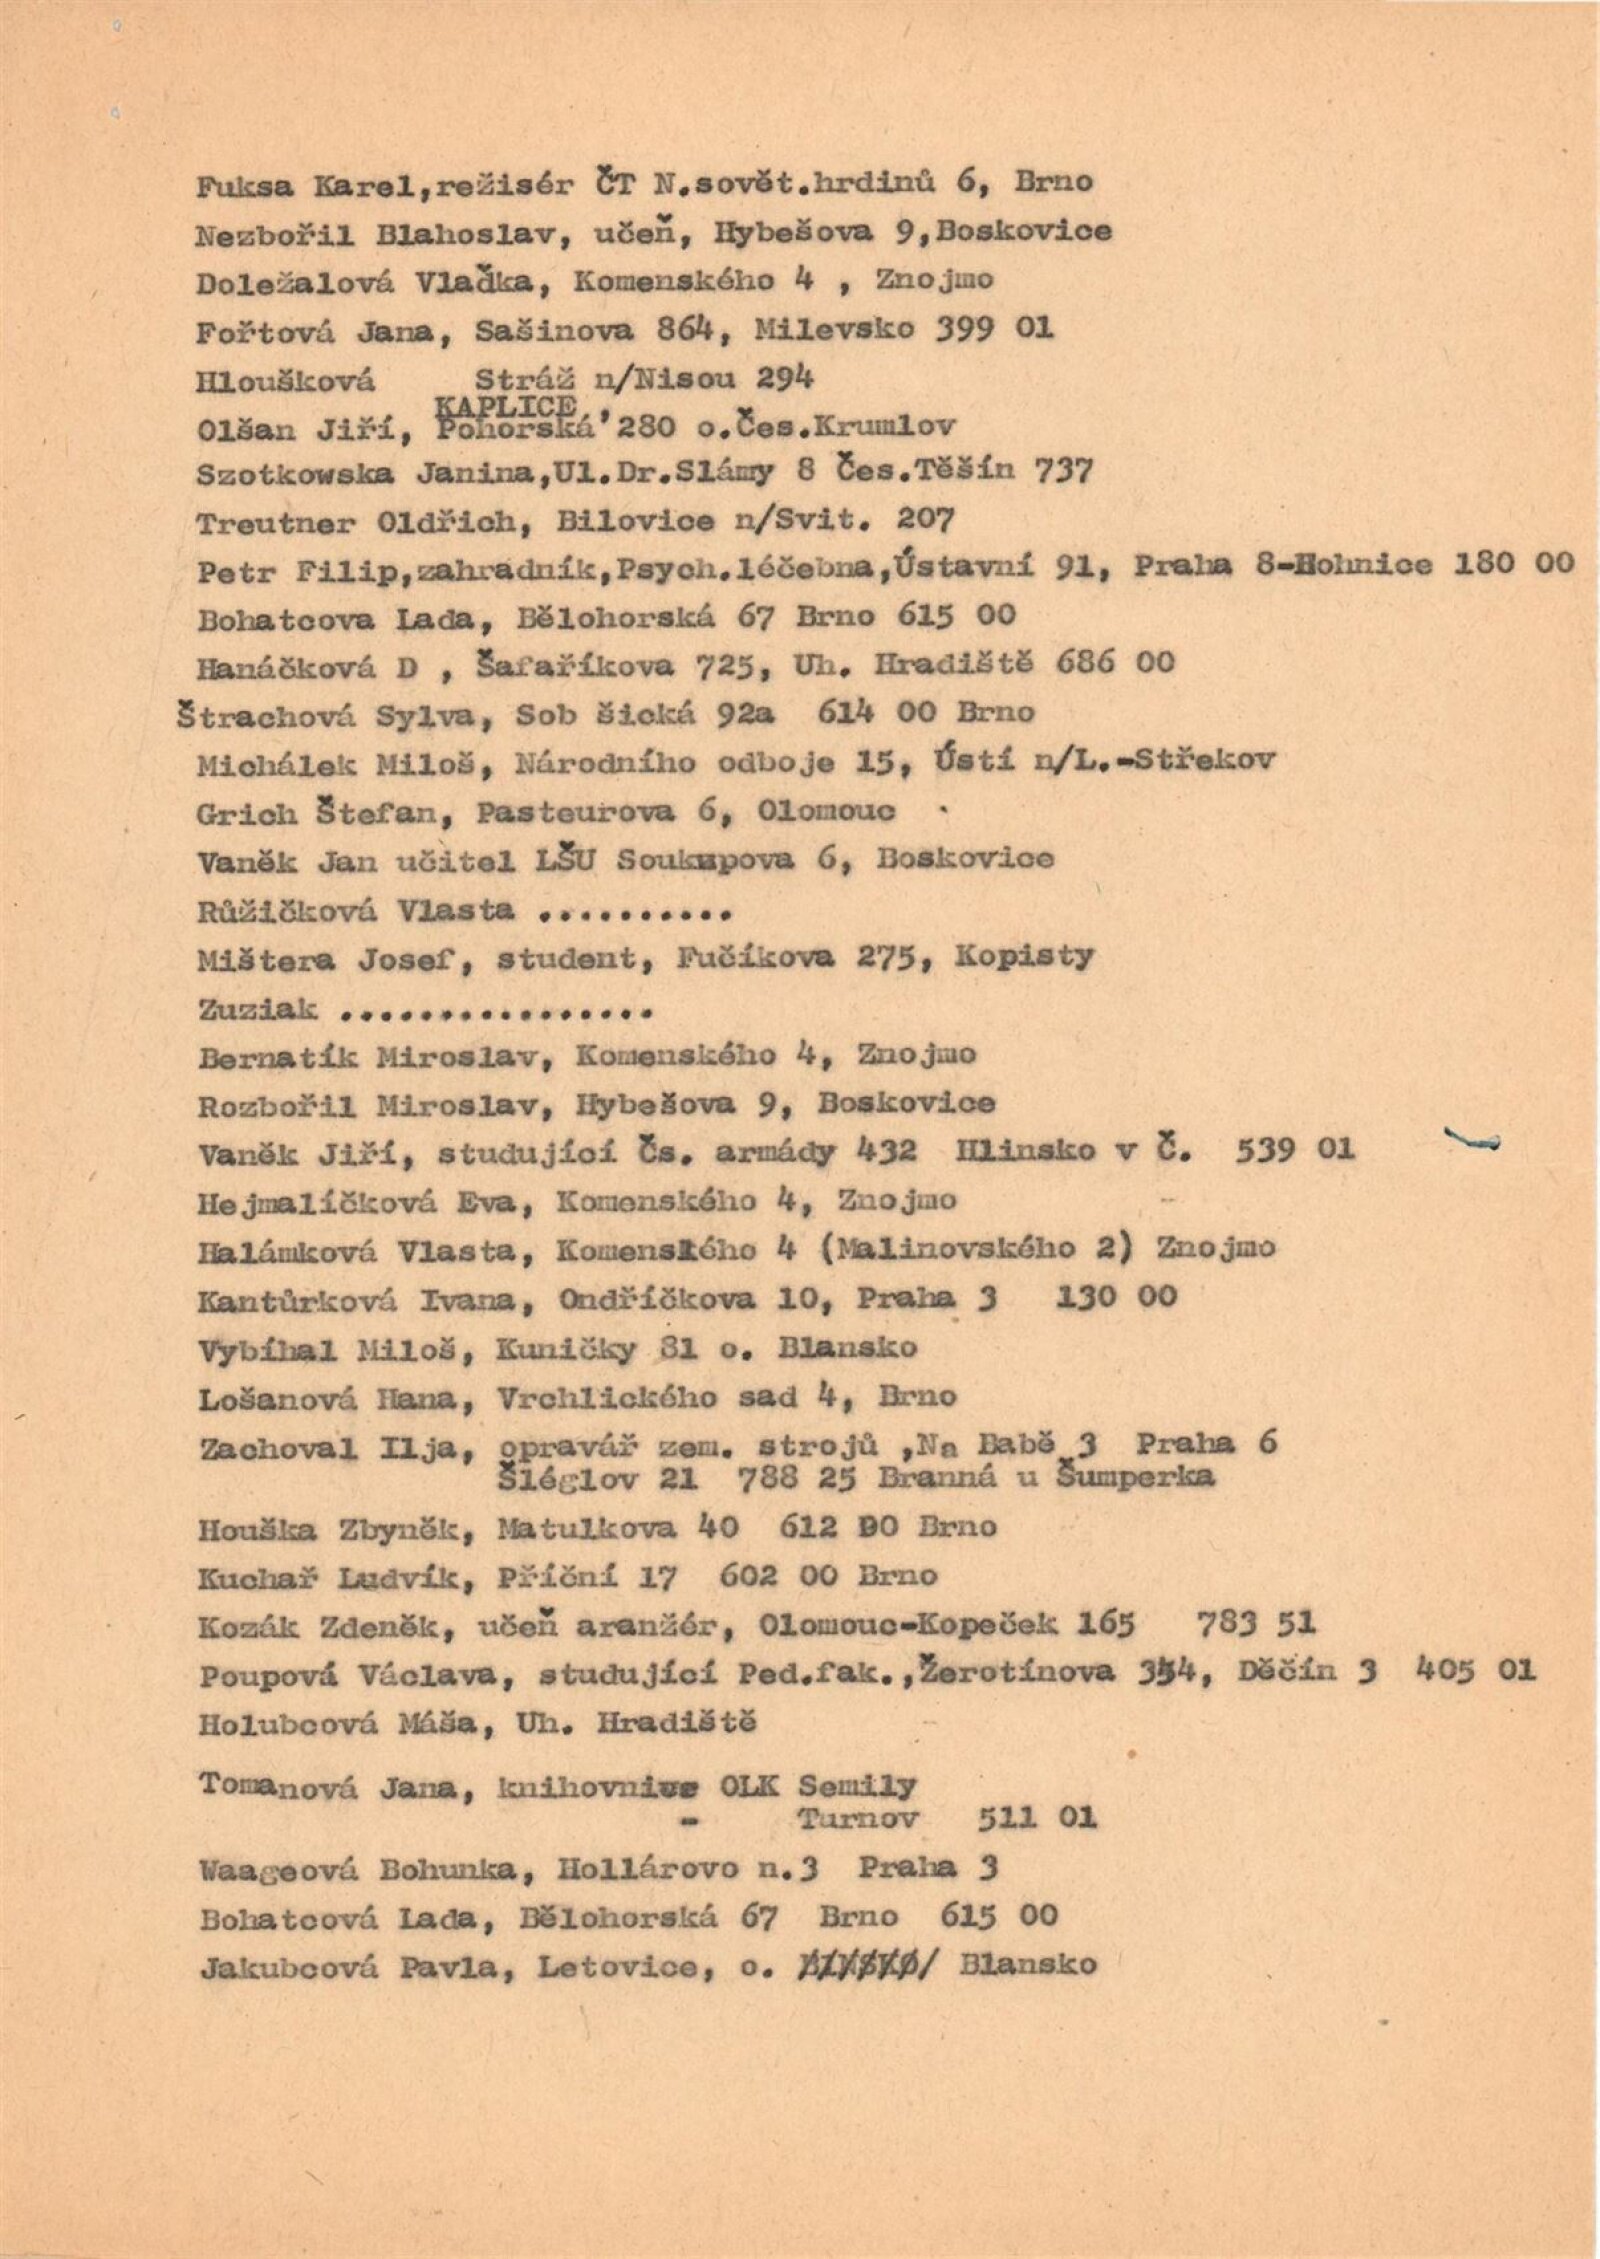 Fuksa Karel,režisér ČT N.sovět.hrdinů 6, Brno
Nezbořil Blahoslav, učeň, Hybešova 9,Boskovice
Doležalová Vlaďka, Komenského 4 , Znojmo
Fořtová Jana, Sašinova 864, Milevsko 399 01
Hloušková Stráž n/Nisou 294
KAPLICE,
Olšan Jiří, Pohorská 280 o.Čes.Krumlov
Szotkowska Janina,Ul.Dr.Slámy 8 Čes.Těšín 737
Treutner Oldřich, Bilovice n/Svit. 207
Petr Filip,zahradník,Psych.léčebna,Ústavní 91, Praha 8-Bohnice 180 00
Bohatcova Lada, Bělohorská 67 Brno 615 00
Hanáčková D , Šafaříkova 725, Uh. Hradiště 686 00
Štrachová Sylva, Sob šická 92a 614 00 Brno
Michálek Miloš, Národního odboje 15, Ústí n/L.-Střekov
Grich Štefan, Pasteurova 6, Olomouc
Vaněk Jan učitel LŠU Soukupova 6, Boskovice
Růžičková Vlasta ..........
Mištera Josef, student, Fučíkova 275, Kopisty
Zuziak ................
Bernatík Miroslav, Komenského 4, Znojmo
Rozbořil Miroslav, Hybešova 9, Boskovice
Vaněk Jiří, studující Čs. armády 432 Hlinsko v Č. 539 01
Hejmalíčková Eva, Komenského 4, Znojmo
Halámková Vlasta, Komenského 4 (Malinovského 2) Znojmo
Kantůrková Ivana, Ondříčkova 10, Praha 3 130 00
Vybíhal Miloš, Kuničky 81 o. Blansko
Lošanová Hana, Vrchlického sad 4, Brno
Zachoval Ilja, opravář zem. strojů ,Na Babě 3 Praha 6
Šléglov 21 788 25 Branná u Šumperka
Houška Zbyněk, Matulkova 40 612 00 Brno
Kuchař Ludvík, Příční 17 602 00 Brno
Kozák Zdeněk, učeň aranžér, Olomouc-Kopeček 165 783 51
Poupová Václava, studující Ped.fak.,Žerotínova 354, Děčín 3 405 01
Holubcová Máša, Uh. Hradiště
Tomanová Jana, OLK Semily
- Turnov 511 01
Waageová Bohunka, Hollárovo n.3 Praha 3
Bohatcová Lada, Bělohorská 67 Brno 615 00
Jakubcová Pavla, Letovice, o. Blansko